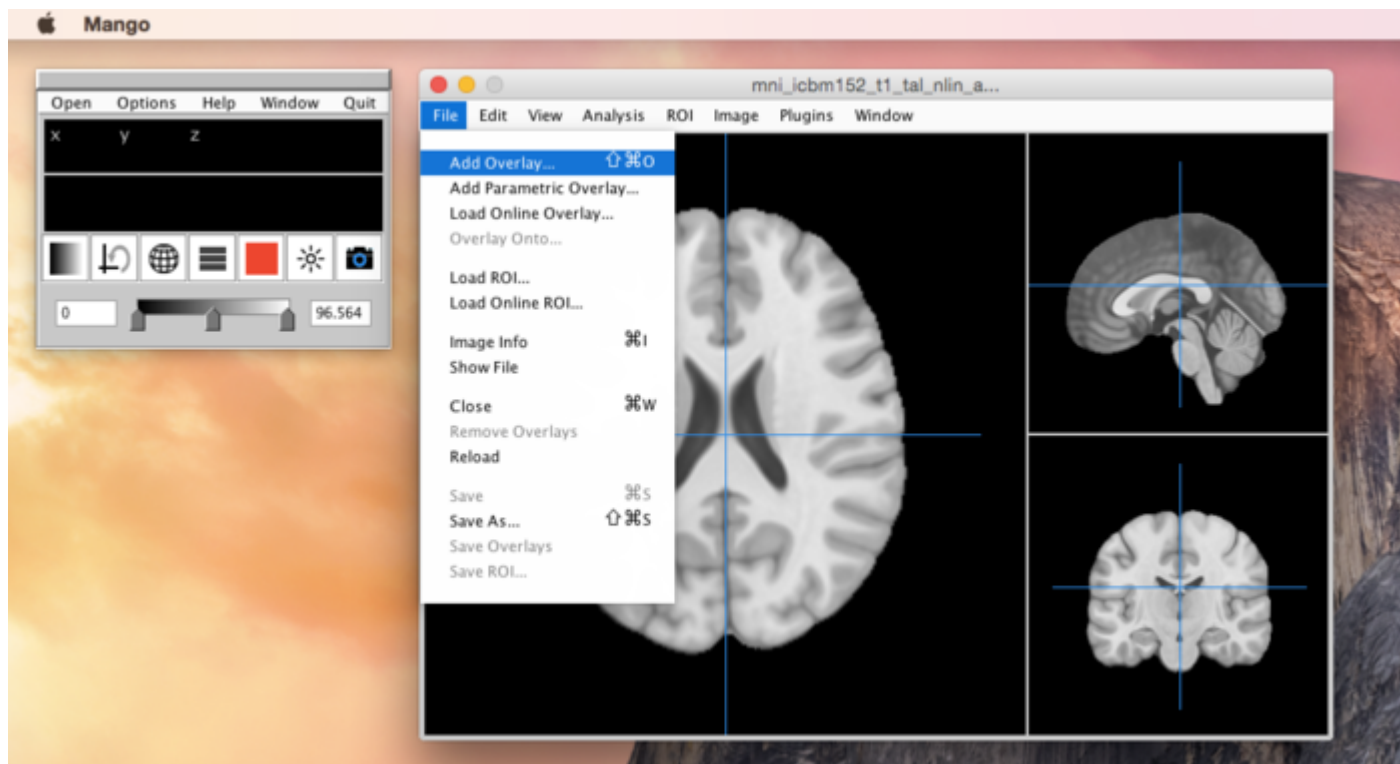 Mango
Open Options Help Window Quit
x y z
0 96.564
mni_icbm152_t1_tal_nlin_a...
File Edit View Analysis ROI Image Plugins Window
Add Overlay... ⇧⌘O
Add Parametric Overlay...
Load Online Overlay...
Overlay Onto...
Load ROI...
Load Online ROI...
Image Info ⌘I
Show File
Close ⌘W
Remove Overlays
Reload
Save ⌘S
Save As... ⇧⌘S
Save Overlays
Save ROI...